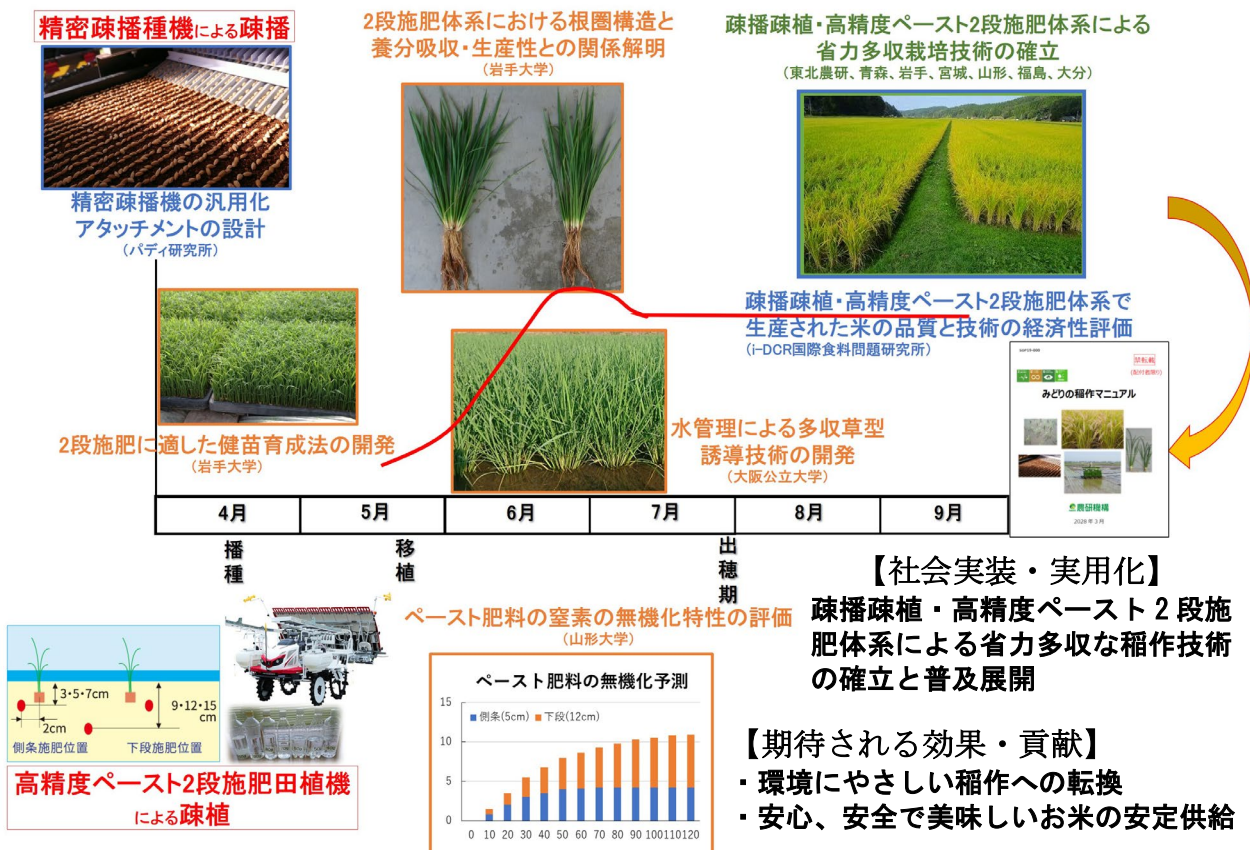 精密疎播種機による疎播
精密疎播機の汎用化
アタッチメントの設計
（パディ研究所）
2段施肥体系における根圏構造と
養分吸収・生産性との関係解明
（岩手大学）
疎播疎植・高精度ペースト2段施肥体系による
省力多収栽培技術の確立
（東北農研、青森、岩手、宮城、山形、福島、大分）
疎播疎植・高精度ペースト2段施肥体系で
生産された米の品質と技術の経済性評価
（i-DCR国際食料問題研究所）
2段施肥に適した健苗育成法の開発
（岩手大学）
水管理による多収草型
誘導技術の開発
（大阪公立大学）
禁転載
みどりの稲作マニュアル
農研機構
2028年3月
4月 5月 6月 7月 8月 9月
播種
移植
出穂期
3・5・7cm
2cm
9・12・15
cm
側条施肥位置 下段施肥位置
高精度ペースト2段施肥田植機
による疎植
ペースト肥料の窒素の無機化特性の評価
（山形大学）
ペースト肥料の無機化予測
側条(5cm) 下段(12cm)
15
10
5
0
0 10 20 30 40 50 60 70 80 90 100 110 120
【社会実装・実用化】
疎播疎植・高精度ペースト２段施
肥体系による省力多収な稲作技術
の確立と普及展開
【期待される効果・貢献】
・環境にやさしい稲作への転換
・安心、安全で美味しいお米の安定供給